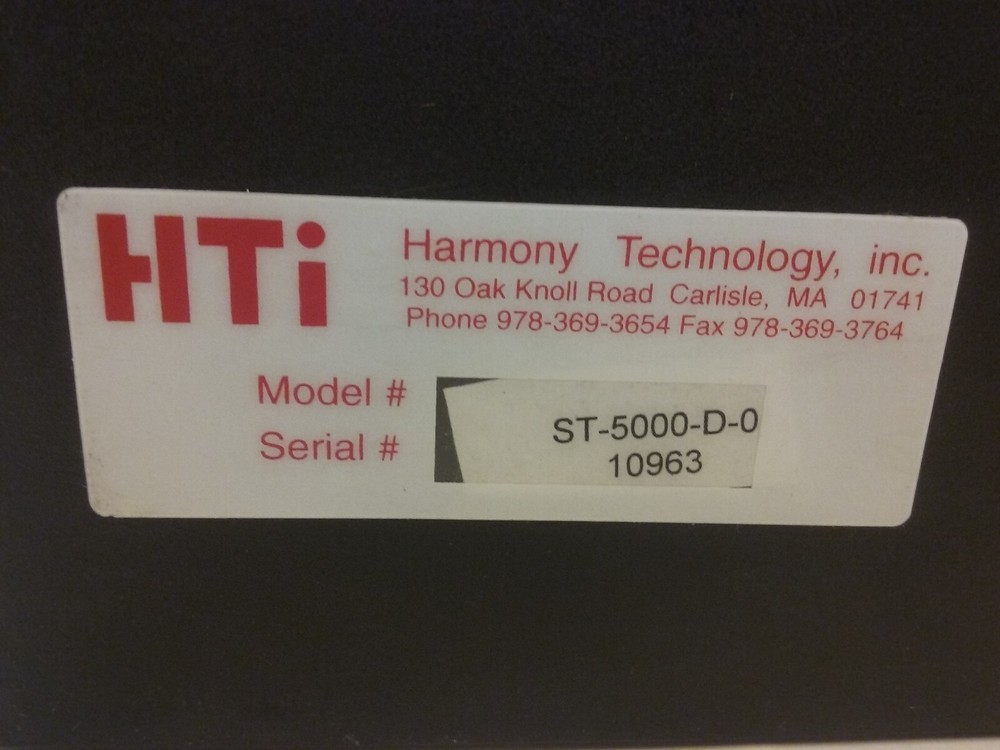 HTi
Harmony Technology, inc.
130 Oak Knoll Road Carlisle, MA 01741
Phone 978-369-3654 Fax 978-369-3764
Model # ST-5000-D-0
Serial # 10963